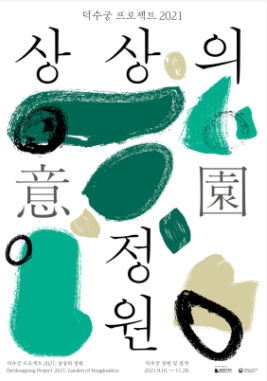 덕수궁 프로젝트 2021
상상의
意園
정원
덕수궁 프로젝트 2021: 상상의 정원
Deoksugung Project 2021: Garden of Imagination
덕수궁 정원 및 전각
2021.9.10. — 11.28.